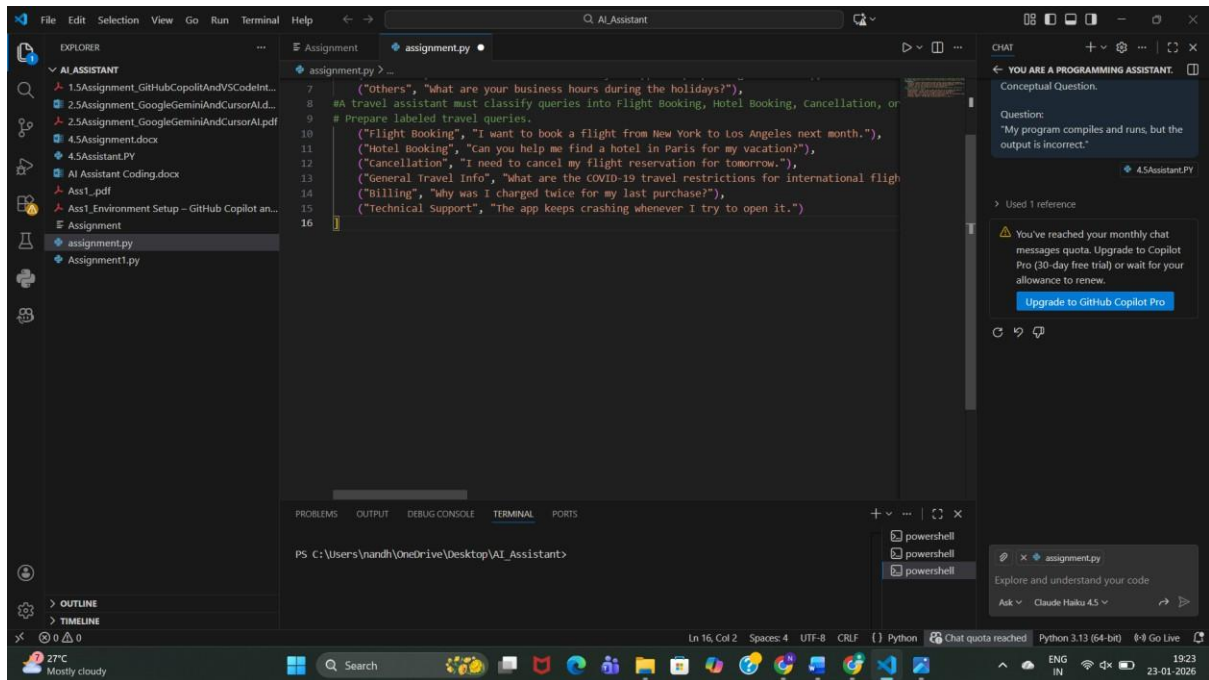 File Edit Selection View Go Run Terminal Help
AI_Assistant
EXPLORER
AI_ASSISTANT
1.5Assignment_GitHubCopolitAndVSCodeInt...
2.5Assignment_GoogleGeminiAndCursorAI.d...
2.5Assignment_GoogleGeminiAndCursorAI.pdf
4.5Assignment.docx
4.5Assistant.PY
AI Assistant Coding.docx
Ass1_.pdf
Ass1_Environment Setup – GitHub Copilot an...
Assignment
assignment.py
Assignment1.py
OUTLINE
TIMELINE
Assignment
assignment.py
assignment.py > ...
7 ("Others", "What are your business hours during the holidays?"),
8 #A travel assistant must classify queries into Flight Booking, Hotel Booking, Cancellation, or
9 # Prepare labeled travel queries.
10 ("Flight Booking", "I want to book a flight from New York to Los Angeles next month."),
11 ("Hotel Booking", "Can you help me find a hotel in Paris for my vacation?"),
12 ("Cancellation", "I need to cancel my flight reservation for tomorrow."),
13 ("General Travel Info", "What are the COVID-19 travel restrictions for international fligh
14 ("Billing", "Why was I charged twice for my last purchase?"),
15 ("Technical Support", "The app keeps crashing whenever I try to open it.")
16 ]
PROBLEMS OUTPUT DEBUG CONSOLE TERMINAL PORTS
PS C:\Users\nandh\OneDrive\Desktop\AI_Assistant>
powershell
powershell
powershell
CHAT
YOU ARE A PROGRAMMING ASSISTANT.
Conceptual Question.
Question:
"My program compiles and runs, but the
output is incorrect."
4.5Assistant.PY
Used 1 reference
You've reached your monthly chat
messages quota. Upgrade to Copilot
Pro (30-day free trial) or wait for your
allowance to renew.
Upgrade to GitHub Copilot Pro
assignment.py
Explore and understand your code
Ask Claude Haiku 4.5
0 0
Ln 16, Col 2 Spaces: 4 UTF-8 CRLF {} Python Chat quota reached Python 3.13 (64-bit) Go Live
27°C
Mostly cloudy
Search
ENG
IN
19:23
23-01-2026